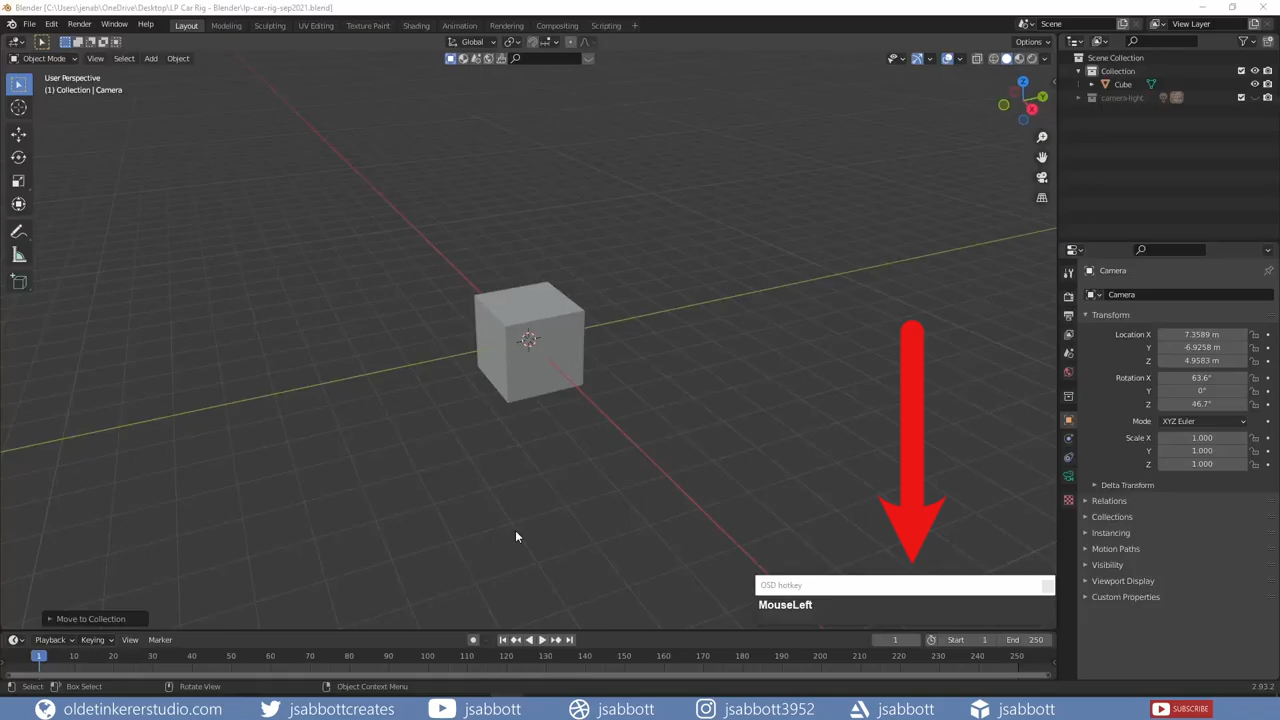 Blender [C:\Users\jenab\OneDrive\Desktop\LP Car Rig - Blender\lp-car-rig-sep2021.blend]
File Edit Render Window Help Layout Modeling Sculpting UV Editing Texture Paint Shading Animation Rendering Compositing Scripting + Scene View Layer
Global Options
Object Mode View Select Add Object
User Perspective
(1) Collection | Camera
Scene Collection
Collection
Cube
camera-light
Z
Y
X
Camera
Camera
Transform
Location X 7.3589 m
Y -6.9258 m
Z 4.9583 m
Rotation X 63.6°
Y 0°
Z 46.7°
Mode XYZ Euler
Scale X 1.000
Y 1.000
Z 1.000
Delta Transform
Relations
Collections
Instancing
Motion Paths
Visibility
Viewport Display
Custom Properties
OSD hotkey
MouseLeft
Move to Collection
Playback Keying View Marker 1 Start 1 End 250
1 10 20 30 40 50 60 70 80 90 100 110 120 130 140 150 160 170 180 190 200 210 220 230 240 250
Select Box Select Rotate View Object Context Menu 2.93.2
oldetinkererstudio.com jsabbottcreates jsabbott jsabbott jsabbott3952 jsabbott jsabbott SUBSCRIBE